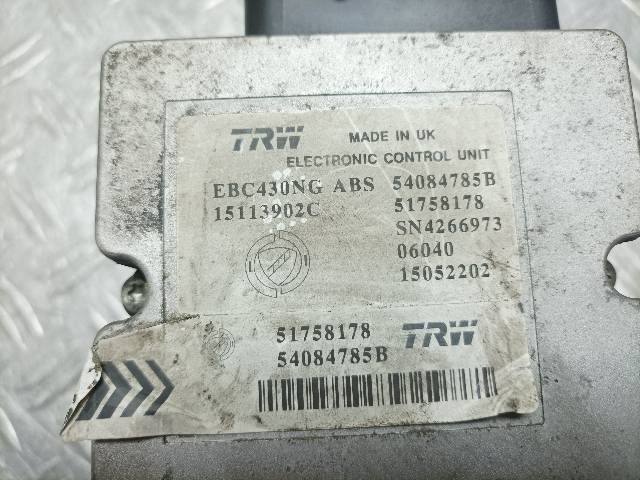 TRW MADE IN UK
ELECTRONIC CONTROL UNIT
EBC430NG ABS 54084785B
15113902C 51758178
SN4266973
06040
15052202
51758178 TRW
54084785B